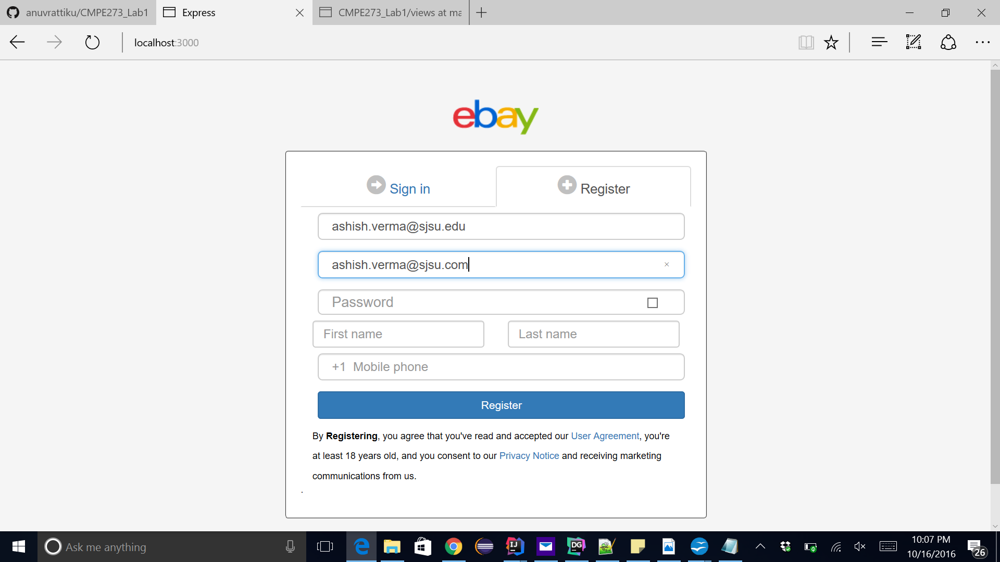 anuvrattiku/CMPE273_Lab1
Express
CMPE273_Lab1/views at ma
localhost:3000
ebay
Sign in
Register
ashish.verma@sjsu.edu
ashish.verma@sjsu.com
Password
First name
Last name
+1 Mobile phone
Register
By Registering, you agree that you've read and accepted our User Agreement, you're
at least 18 years old, and you consent to our Privacy Notice and receiving marketing
communications from us.
.
Ask me anything
IJ
DG
10:07 PM
10/16/2016
26